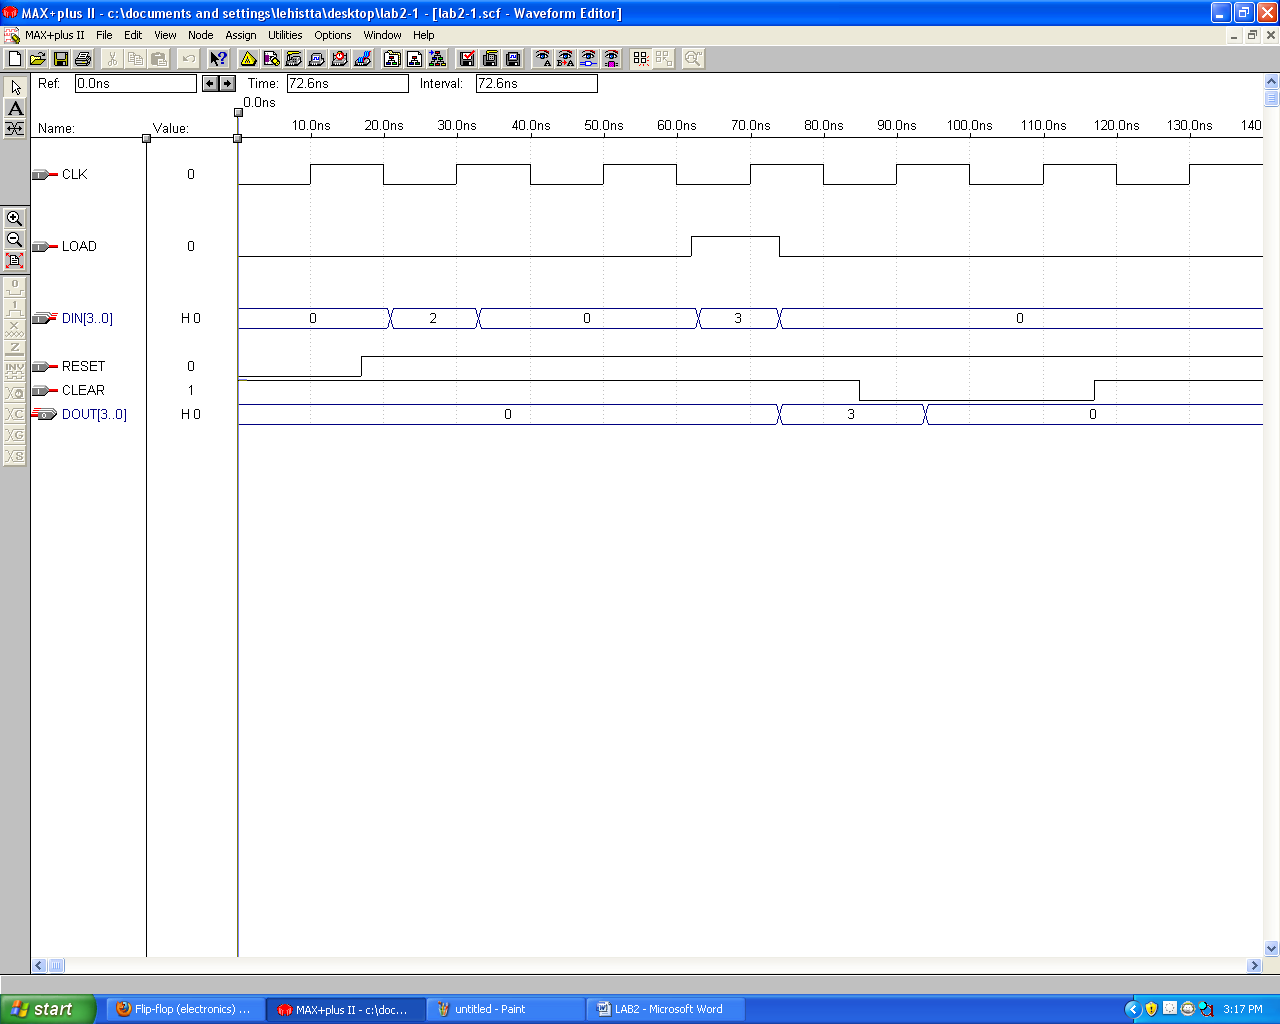 MAX+plus II - c:\documents and settings\lehistta\desktop\lab2-1 - [lab2-1.scf - Waveform Editor]
MAX+plus II File Edit View Node Assign Utilities Options Window Help
Ref: 0.0ns Time: 72.6ns Interval: 72.6ns
0.0ns
Name: Value: 10.0ns 20.0ns 30.0ns 40.0ns 50.0ns 60.0ns 70.0ns 80.0ns 90.0ns 100.0ns 110.0ns 120.0ns 130.0ns 140.
CLK 0
LOAD 0
DIN[3..0] H 0 0 2 0 3 0
RESET 0
CLEAR 1
DOUT[3..0] H 0 0 3 0
start Flip-flop (electronics) ... MAX+plus II - c:\doc... untitled - Paint LAB2 - Microsoft Word 3:17 PM